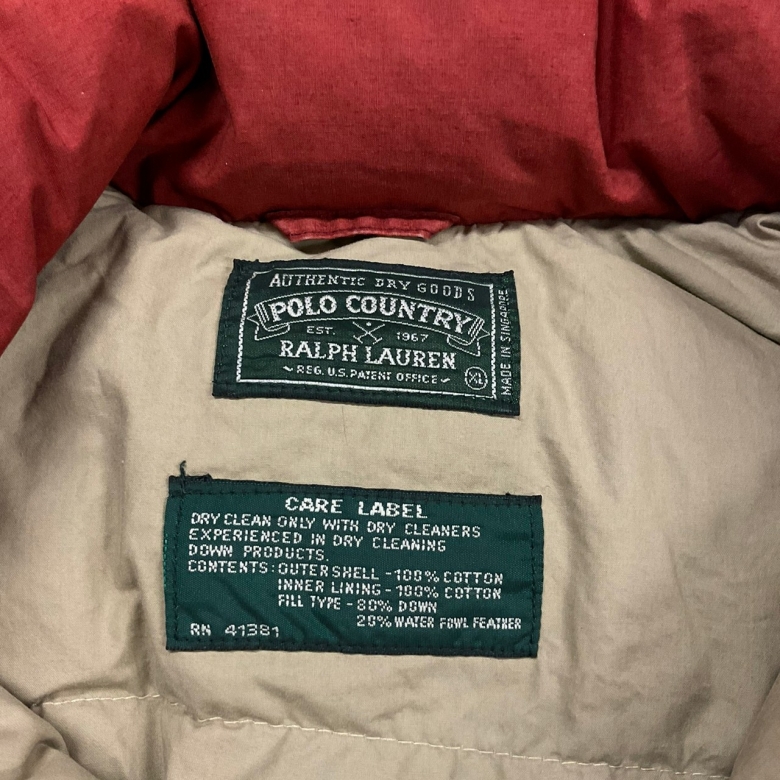 AUTHENTIC DRY GOODS
POLO COUNTRY
EST. 1967
RALPH LAUREN
REG. U.S. PATENT OFFICE
XL
MADE IN SINGAPORE
CARE LABEL
DRY CLEAN ONLY WITH DRY CLEANERS
EXPERIENCED IN DRY CLEANING
DOWN PRODUCTS.
CONTENTS: OUTER SHELL - 100% COTTON
INNER LINING - 100% COTTON
FILL TYPE - 80% DOWN
20% WATER FOWL FEATHER
RN 41381